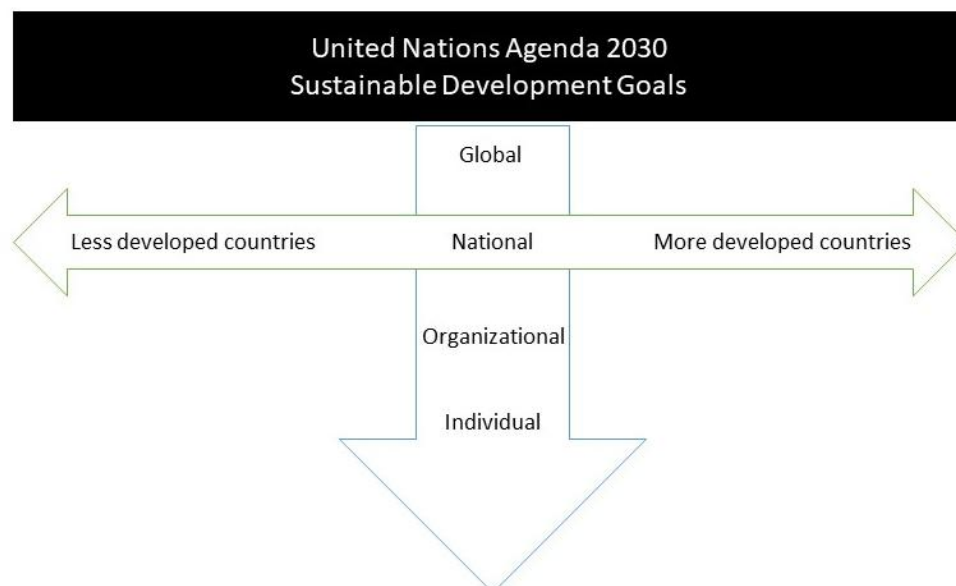 United Nations Agenda 2030
Sustainable Development Goals
Global
Less developed countries
National
More developed countries
Organizational
Individual